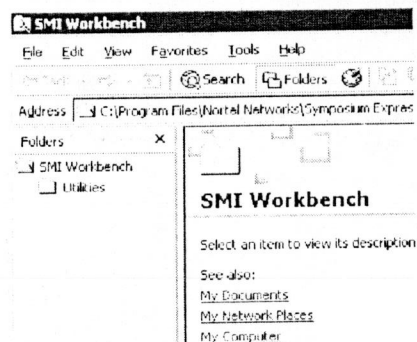 SMI Workbench
File Edit View Favorites Tools Help
Search Folders
Address C:\Program Files\Nortel Networks\Symposium Expres
Folders ×
SMI Workbench
Utilities
SMI Workbench
Select an item to view its description
See also:
My Documents
My Network Places
My Computer